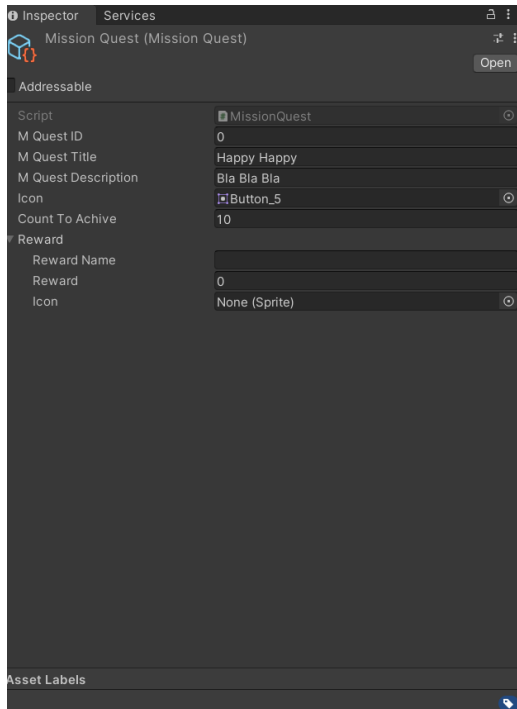 Inspector Services
Mission Quest (Mission Quest)
Open
Addressable
Script MissionQuest
M Quest ID 0
M Quest Title Happy Happy
M Quest Description Bla Bla Bla
Icon Button_5
Count To Achive 10
Reward
Reward Name
Reward 0
Icon None (Sprite)
Asset Labels